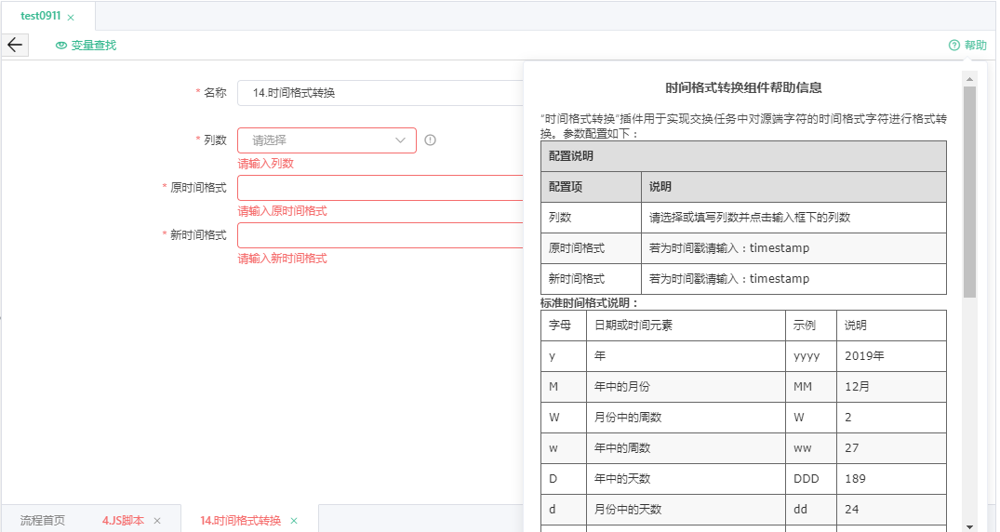 test0911
变量查找
帮助
* 名称
14.时间格式转换
* 列数
请选择
请输入列数
* 原时间格式
请输入原时间格式
* 新时间格式
请输入新时间格式
时间格式转换组件帮助信息
“时间格式转换”插件用于实现交换任务中对源端字符的时间格式字符进行格式转
换。参数配置如下：
配置说明
配置项 说明
列数 请选择或填写列数并点击输入框下的列数
原时间格式 若为时间戳请输入：timestamp
新时间格式 若为时间戳请输入：timestamp
标准时间格式说明：
字母 日期或时间元素 示例 说明
y 年 yyyy 2019年
M 年中的月份 MM 12月
W 月份中的周数 W 2
w 年中的周数 ww 27
D 年中的天数 DDD 189
d 月份中的天数 dd 24
流程首页 4.JS脚本 14.时间格式转换